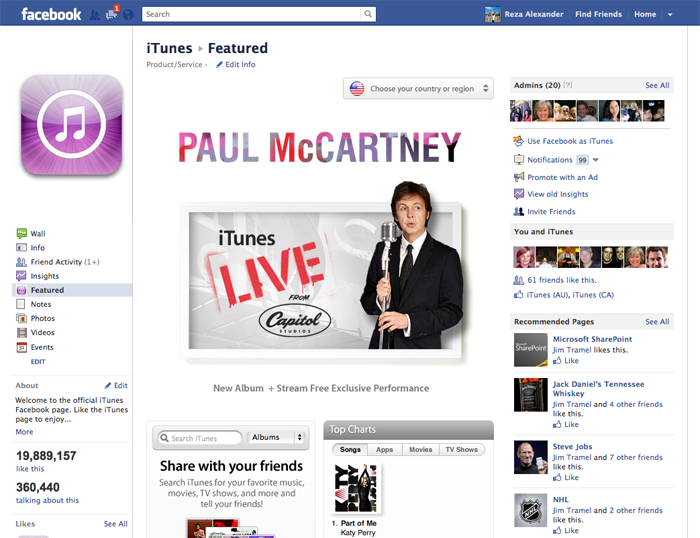 facebook
1
Search
Reza Alexander
Find Friends
Home
iTunes ▸ Featured
Product/Service · Edit Info
Choose your country or region
PAUL McCARTNEY
iTunes
LIVE
FROM
Capitol
STUDIOS
New Album + Stream Free Exclusive Performance
Wall
Info
Friend Activity (1+)
Insights
Featured
Notes
Photos
Videos
Events
EDIT
About
Edit
Welcome to the official iTunes
Facebook page. Like the iTunes
page to enjoy...
More
19,889,157
like this
360,440
talking about this
Likes
See All
Search iTunes
Albums
Share with your friends
Search iTunes for your favorite music,
movies, TV shows, and more and
tell your friends!
Top Charts
Songs
Apps
Movies
TV Shows
KATY
PERRY
1. Part of Me
Katy Perry
Admins (20) [?]
See All
Use Facebook as iTunes
Notifications 99
Promote with an Ad
View old Insights
Invite Friends
You and iTunes
61 friends like this.
iTunes (AU), iTunes (CA)
Recommended Pages
See All
SharePoint
Microsoft SharePoint
Jim Tramel likes this.
Like
Jack Daniel's Tennessee
Whiskey
Jim Tramel and 4 other friends
like this.
Like
Steve Jobs
Jim Tramel and 7 other friends
like this.
Like
NHL
NHL
Jim Tramel and 2 other friends
like this.
Like